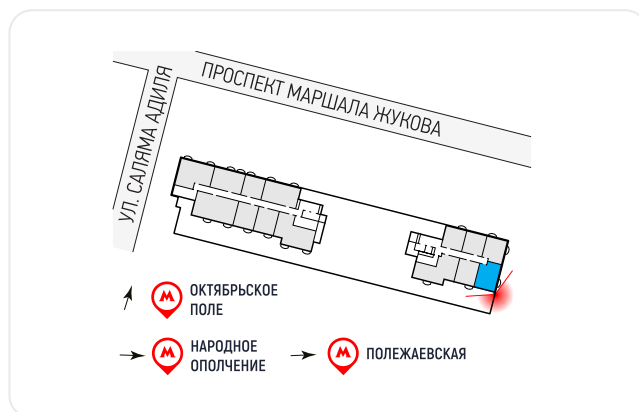 ПРОСПЕКТ МАРШАЛА ЖУКОВА
УЛ. САЛЯМА АДИЛЯ
ОКТЯБРЬСКОЕ
ПОЛЕ
НАРОДНОЕ
ОПОЛЧЕНИЕ
ПОЛЕЖАЕВСКАЯ